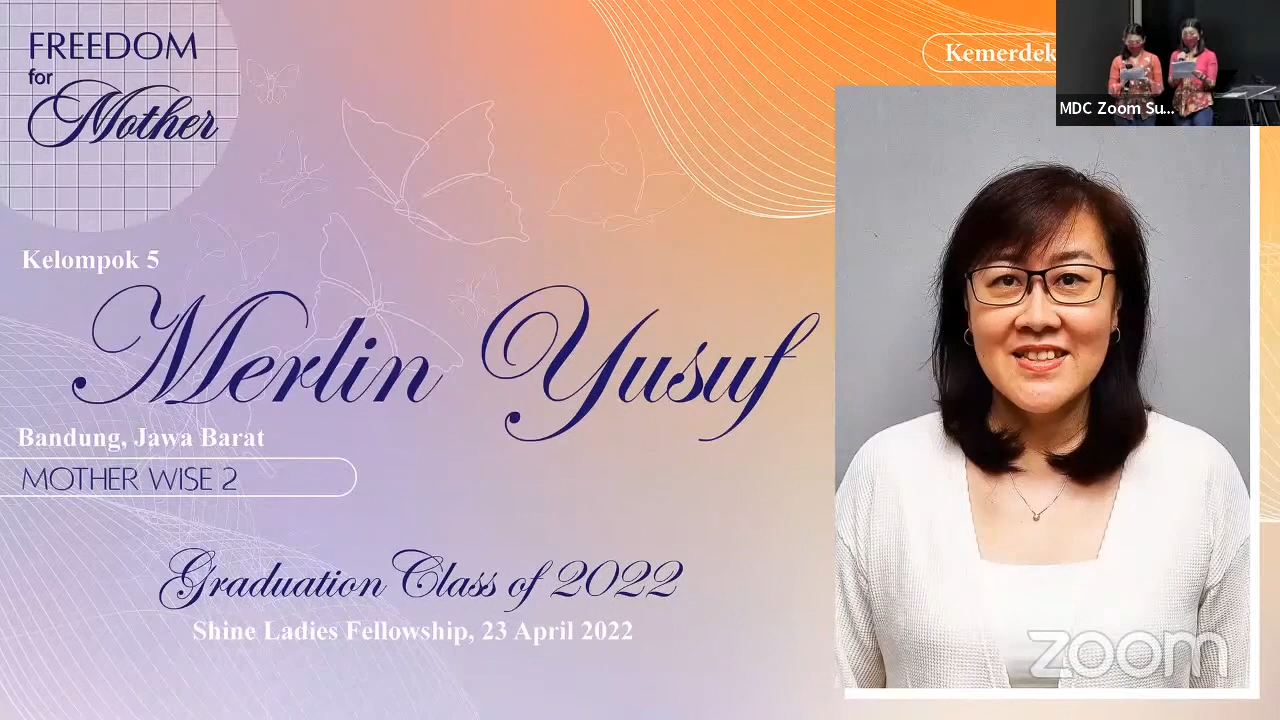 FREEDOM
for
Mother
Kemerdek
MDC Zoom Su...
Kelompok 5
Merlin Yusuf
Bandung, Jawa Barat
MOTHER WISE 2
Graduation Class of 2022
Shine Ladies Fellowship, 23 April 2022
zoom